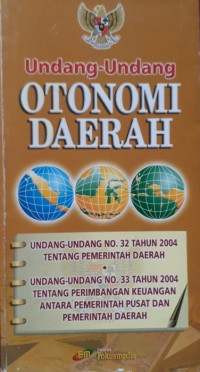 Undang-Undang
OTONOMI
DAERAH
UNDANG-UNDANG NO. 32 TAHUN 2004
TENTANG PEMERINTAH DAERAH
UNDANG-UNDANG NO. 33 TAHUN 2004
TENTANG PERIMBANGAN KEUANGAN
ANTARA PEMERINTAH PUSAT DAN
PEMERINTAH DAERAH
fokusmedia